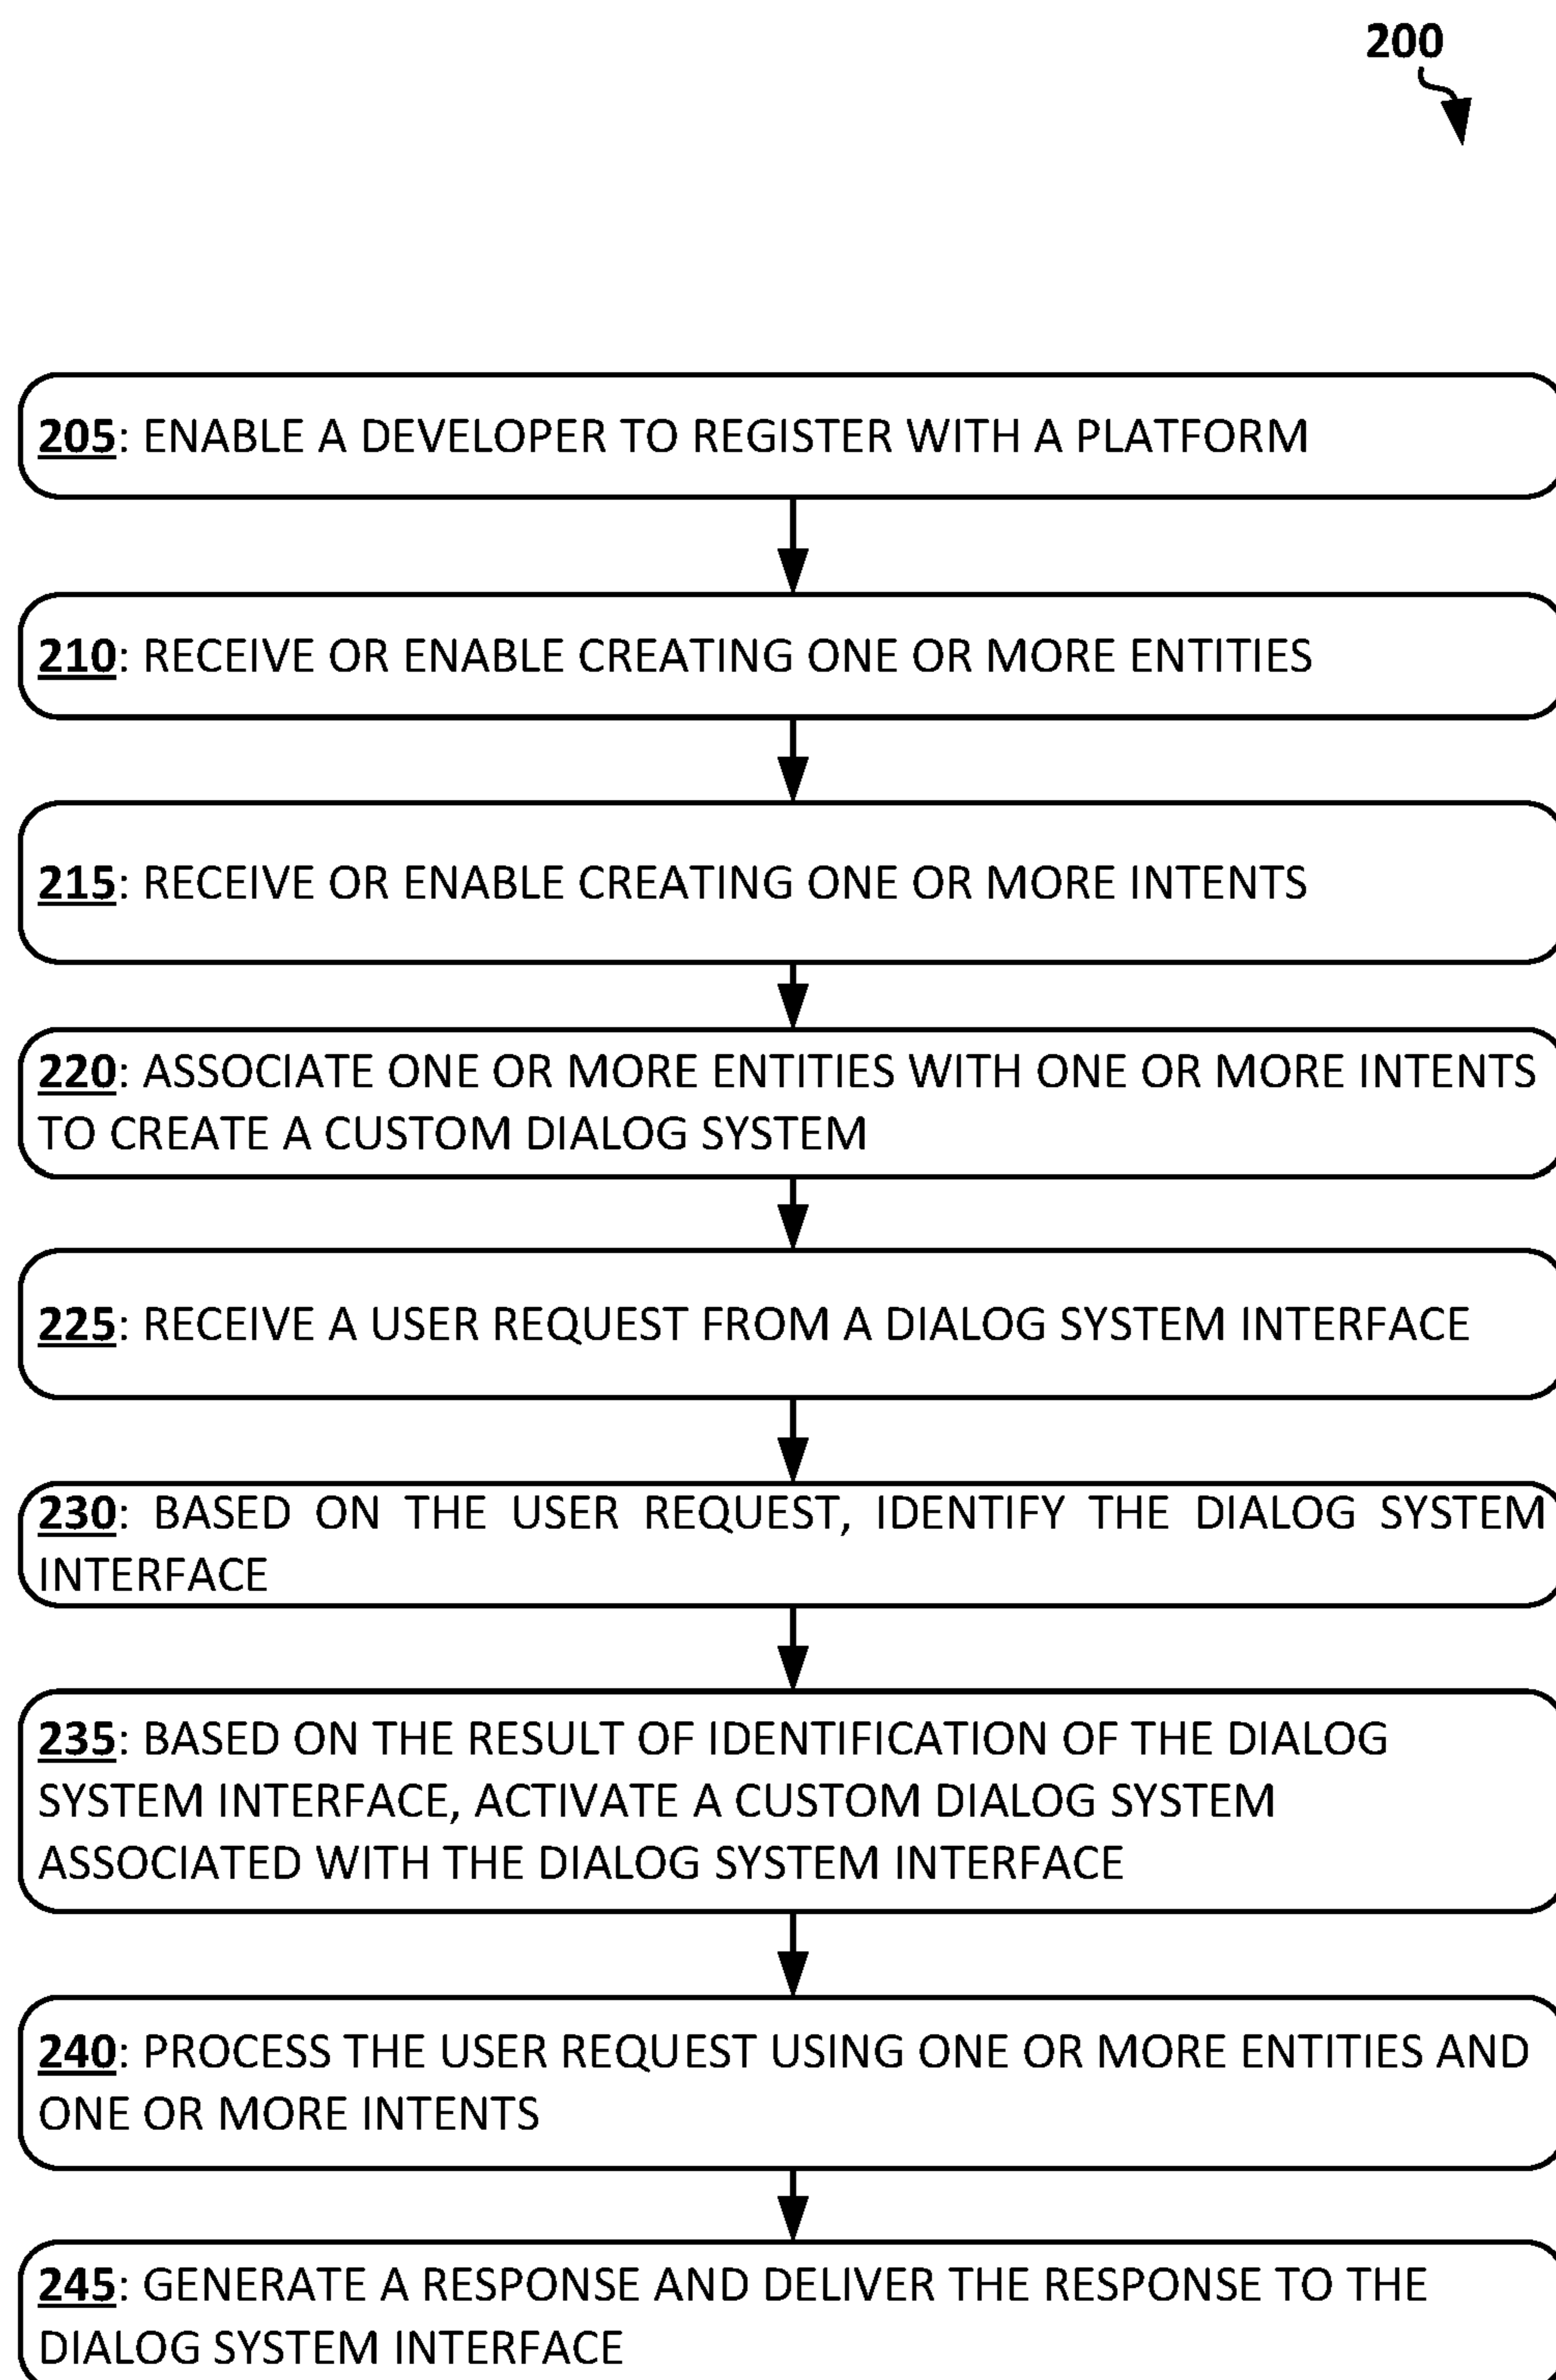 200
205: ENABLE A DEVELOPER TO REGISTER WITH A PLATFORM
210: RECEIVE OR ENABLE CREATING ONE OR MORE ENTITIES
215: RECEIVE OR ENABLE CREATING ONE OR MORE INTENTS
220: ASSOCIATE ONE OR MORE ENTITIES WITH ONE OR MORE INTENTS
TO CREATE A CUSTOM DIALOG SYSTEM
225: RECEIVE A USER REQUEST FROM A DIALOG SYSTEM INTERFACE
230: BASED ON THE USER REQUEST, IDENTIFY THE DIALOG SYSTEM
INTERFACE
235: BASED ON THE RESULT OF IDENTIFICATION OF THE DIALOG
SYSTEM INTERFACE, ACTIVATE A CUSTOM DIALOG SYSTEM
ASSOCIATED WITH THE DIALOG SYSTEM INTERFACE
240: PROCESS THE USER REQUEST USING ONE OR MORE ENTITIES AND
ONE OR MORE INTENTS
245: GENERATE A RESPONSE AND DELIVER THE RESPONSE TO THE
DIALOG SYSTEM INTERFACE